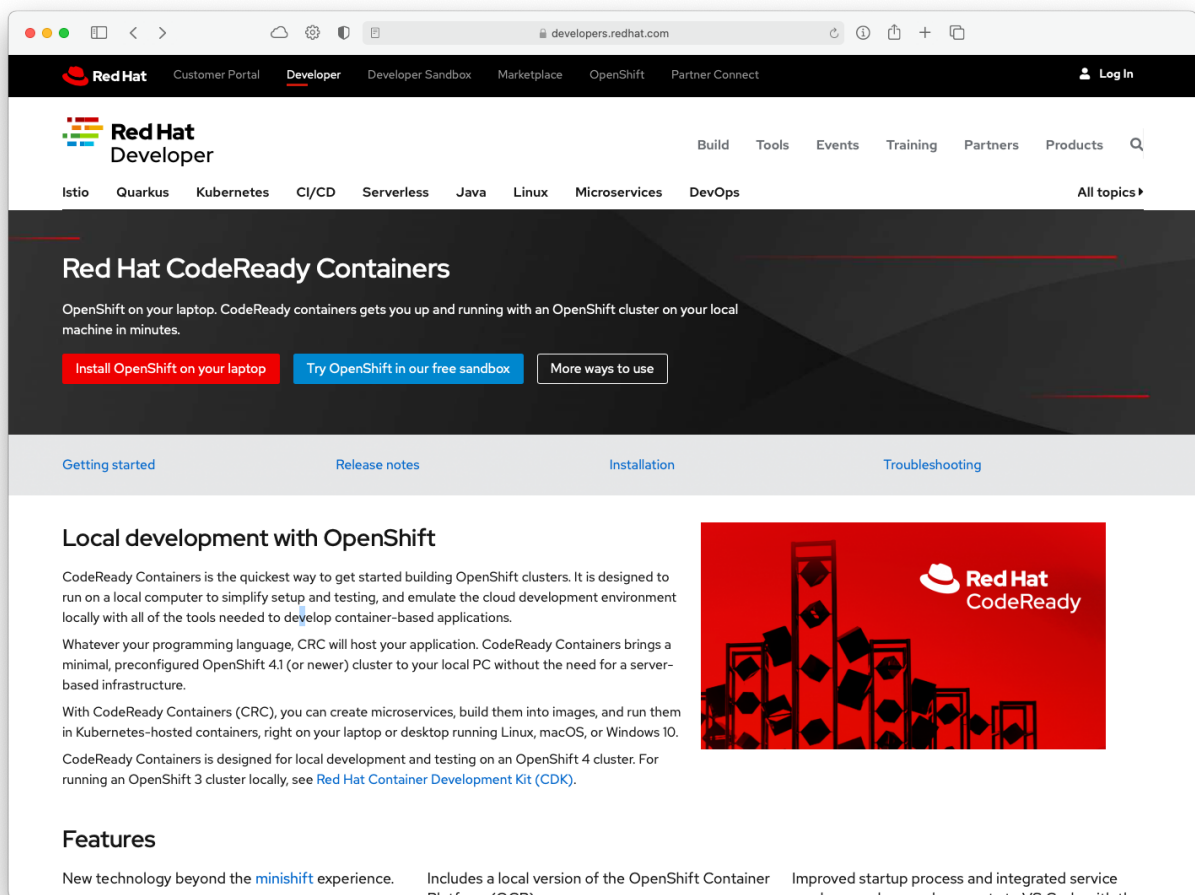 developers.redhat.com
Red Hat Customer Portal Developer Developer Sandbox Marketplace OpenShift Partner Connect Log In
Red Hat
Developer
Build Tools Events Training Partners Products
Istio Quarkus Kubernetes CI/CD Serverless Java Linux Microservices DevOps All topics
Red Hat CodeReady Containers
OpenShift on your laptop. CodeReady containers gets you up and running with an OpenShift cluster on your local
machine in minutes.
Install OpenShift on your laptop Try OpenShift in our free sandbox More ways to use
Getting started Release notes Installation Troubleshooting
Local development with OpenShift
CodeReady Containers is the quickest way to get started building OpenShift clusters. It is designed to
run on a local computer to simplify setup and testing, and emulate the cloud development environment
locally with all of the tools needed to develop container-based applications.
Whatever your programming language, CRC will host your application. CodeReady Containers brings a
minimal, preconfigured OpenShift 4.1 (or newer) cluster to your local PC without the need for a server-
based infrastructure.
With CodeReady Containers (CRC), you can create microservices, build them into images, and run them
in Kubernetes-hosted containers, right on your laptop or desktop running Linux, macOS, or Windows 10.
CodeReady Containers is designed for local development and testing on an OpenShift 4 cluster. For
running an OpenShift 3 cluster locally, see Red Hat Container Development Kit (CDK).
Red Hat
CodeReady
Features
New technology beyond the minishift experience.
Includes a local version of the OpenShift Container
Improved startup process and integrated service